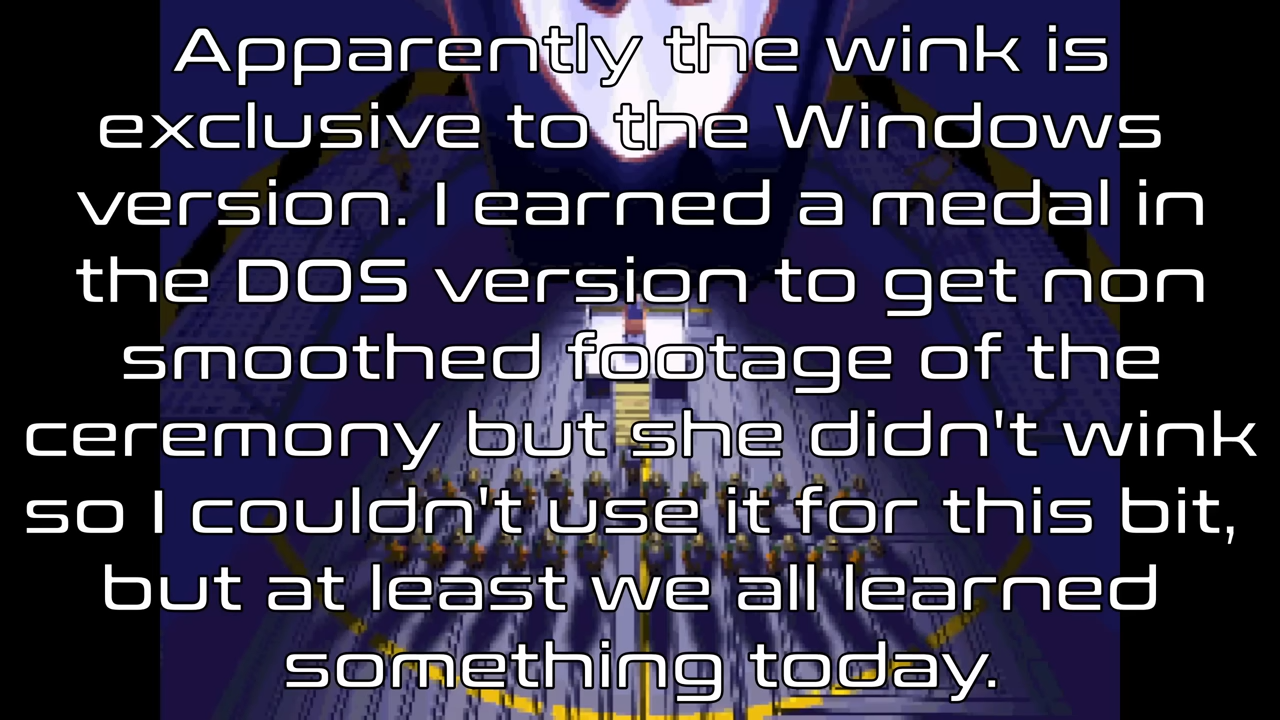 Apparently the wink is
exclusive to the Windows
version. I earned a medal in
the DOS version to get non
smoothed footage of the
ceremony but she didn't wink
so I couldn't use it for this bit,
but at least we all learned
something today.